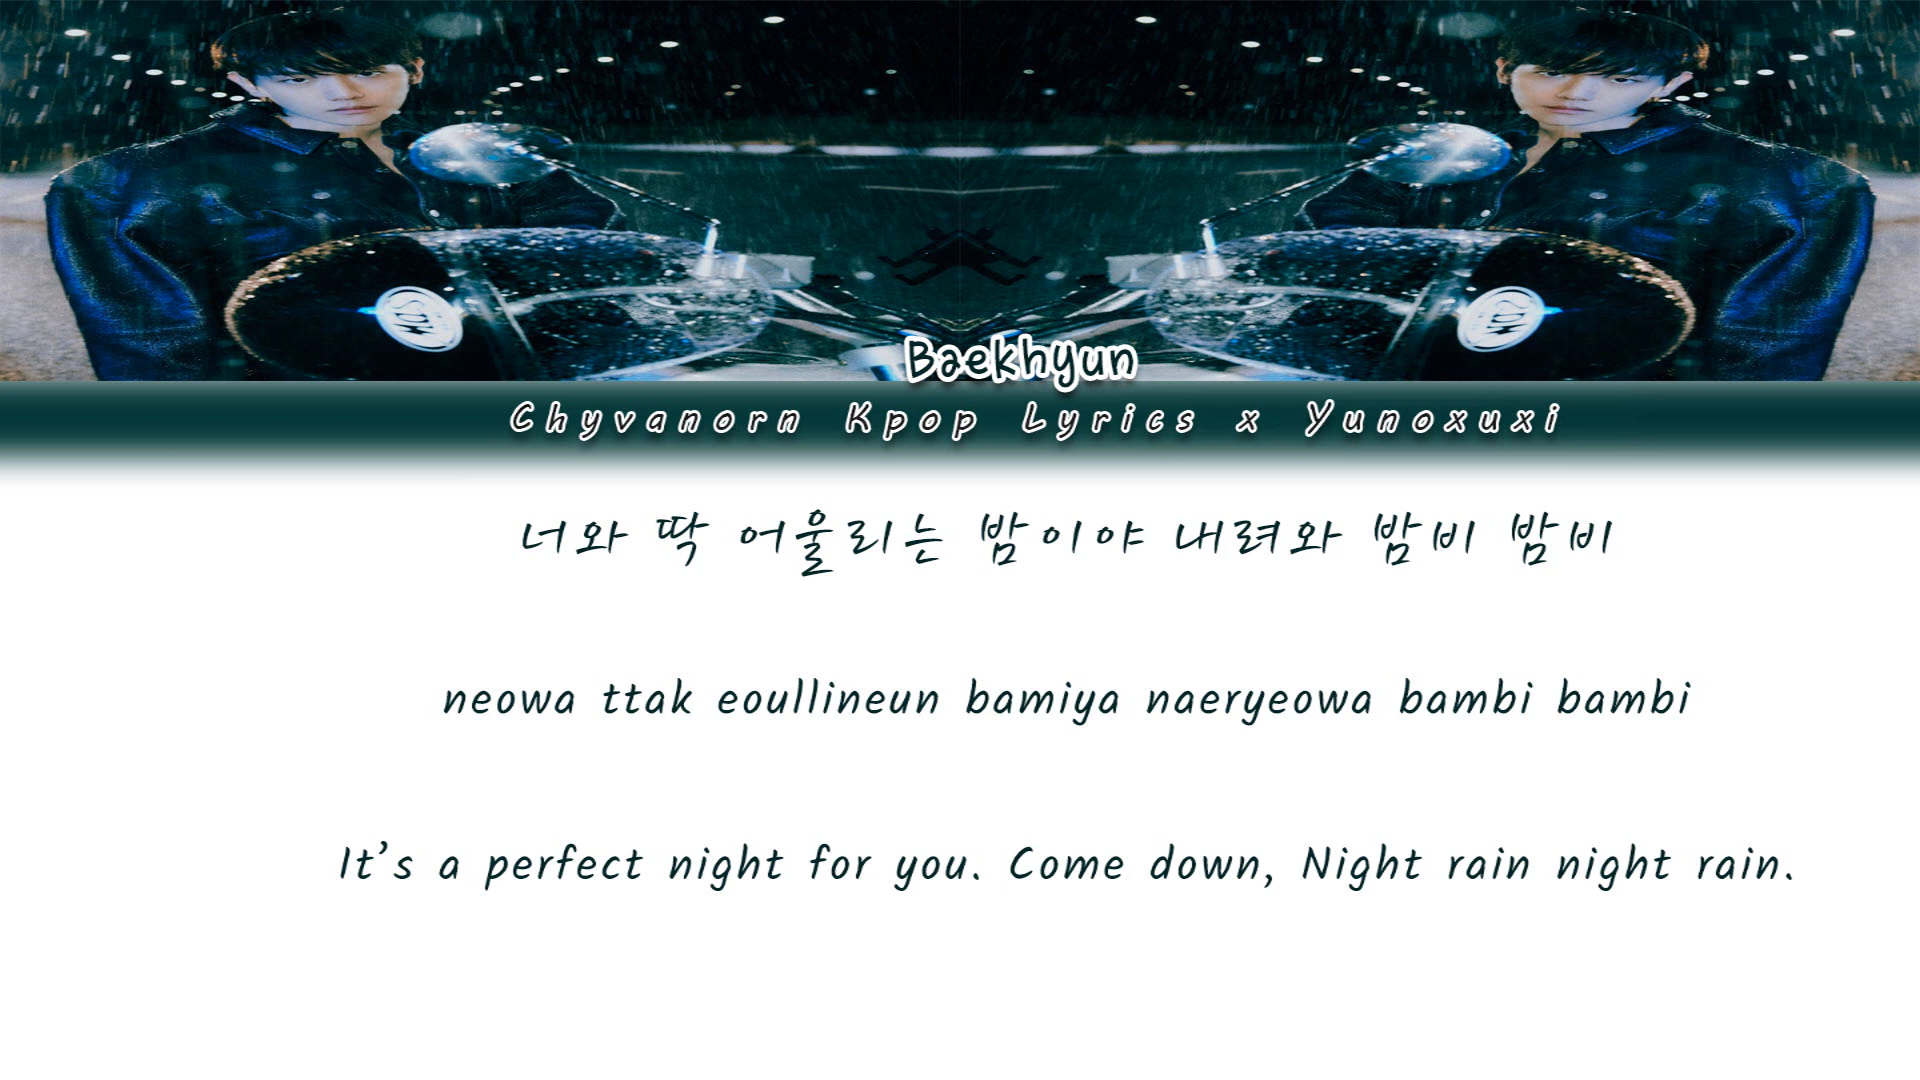 Baekhyun
Chyvanorn Kpop Lyrics x Yunoxuxi
너와 딱 어울리는 밤이야 내려와 밤비 밤비
neowa ttak eoullineun bamiya naeryeowa bambi bambi
It's a perfect night for you. Come down, Night rain night rain.